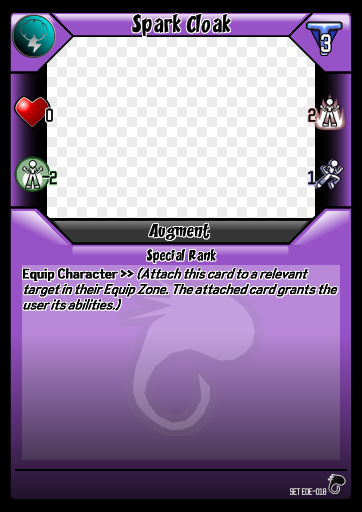 Spark Cloak
3
0
2
-2
1
Augment
Special Rank
Equip Character >> (Attach this card to a relevant
target in their Equip Zone. The attached card grants the
user its abilities.)
SET EDE-018